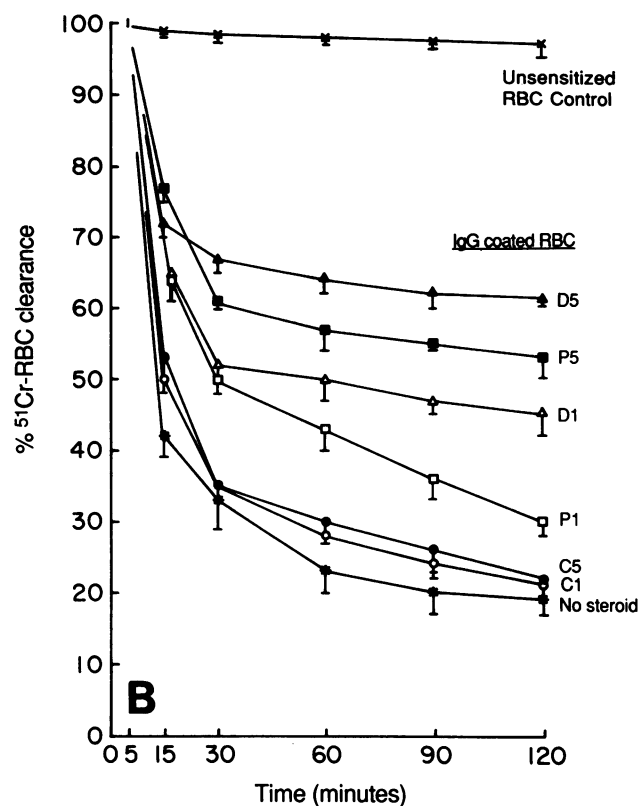 100
90
80
70
60
50
40
30
20
10
0
% ⁵¹Cr-RBC clearance
Unsensitized
RBC Control
IgG coated RBC
D5
P5
D1
P1
C5
C1
No steroid
B
0 5 15 30 60 90 120
Time (minutes)